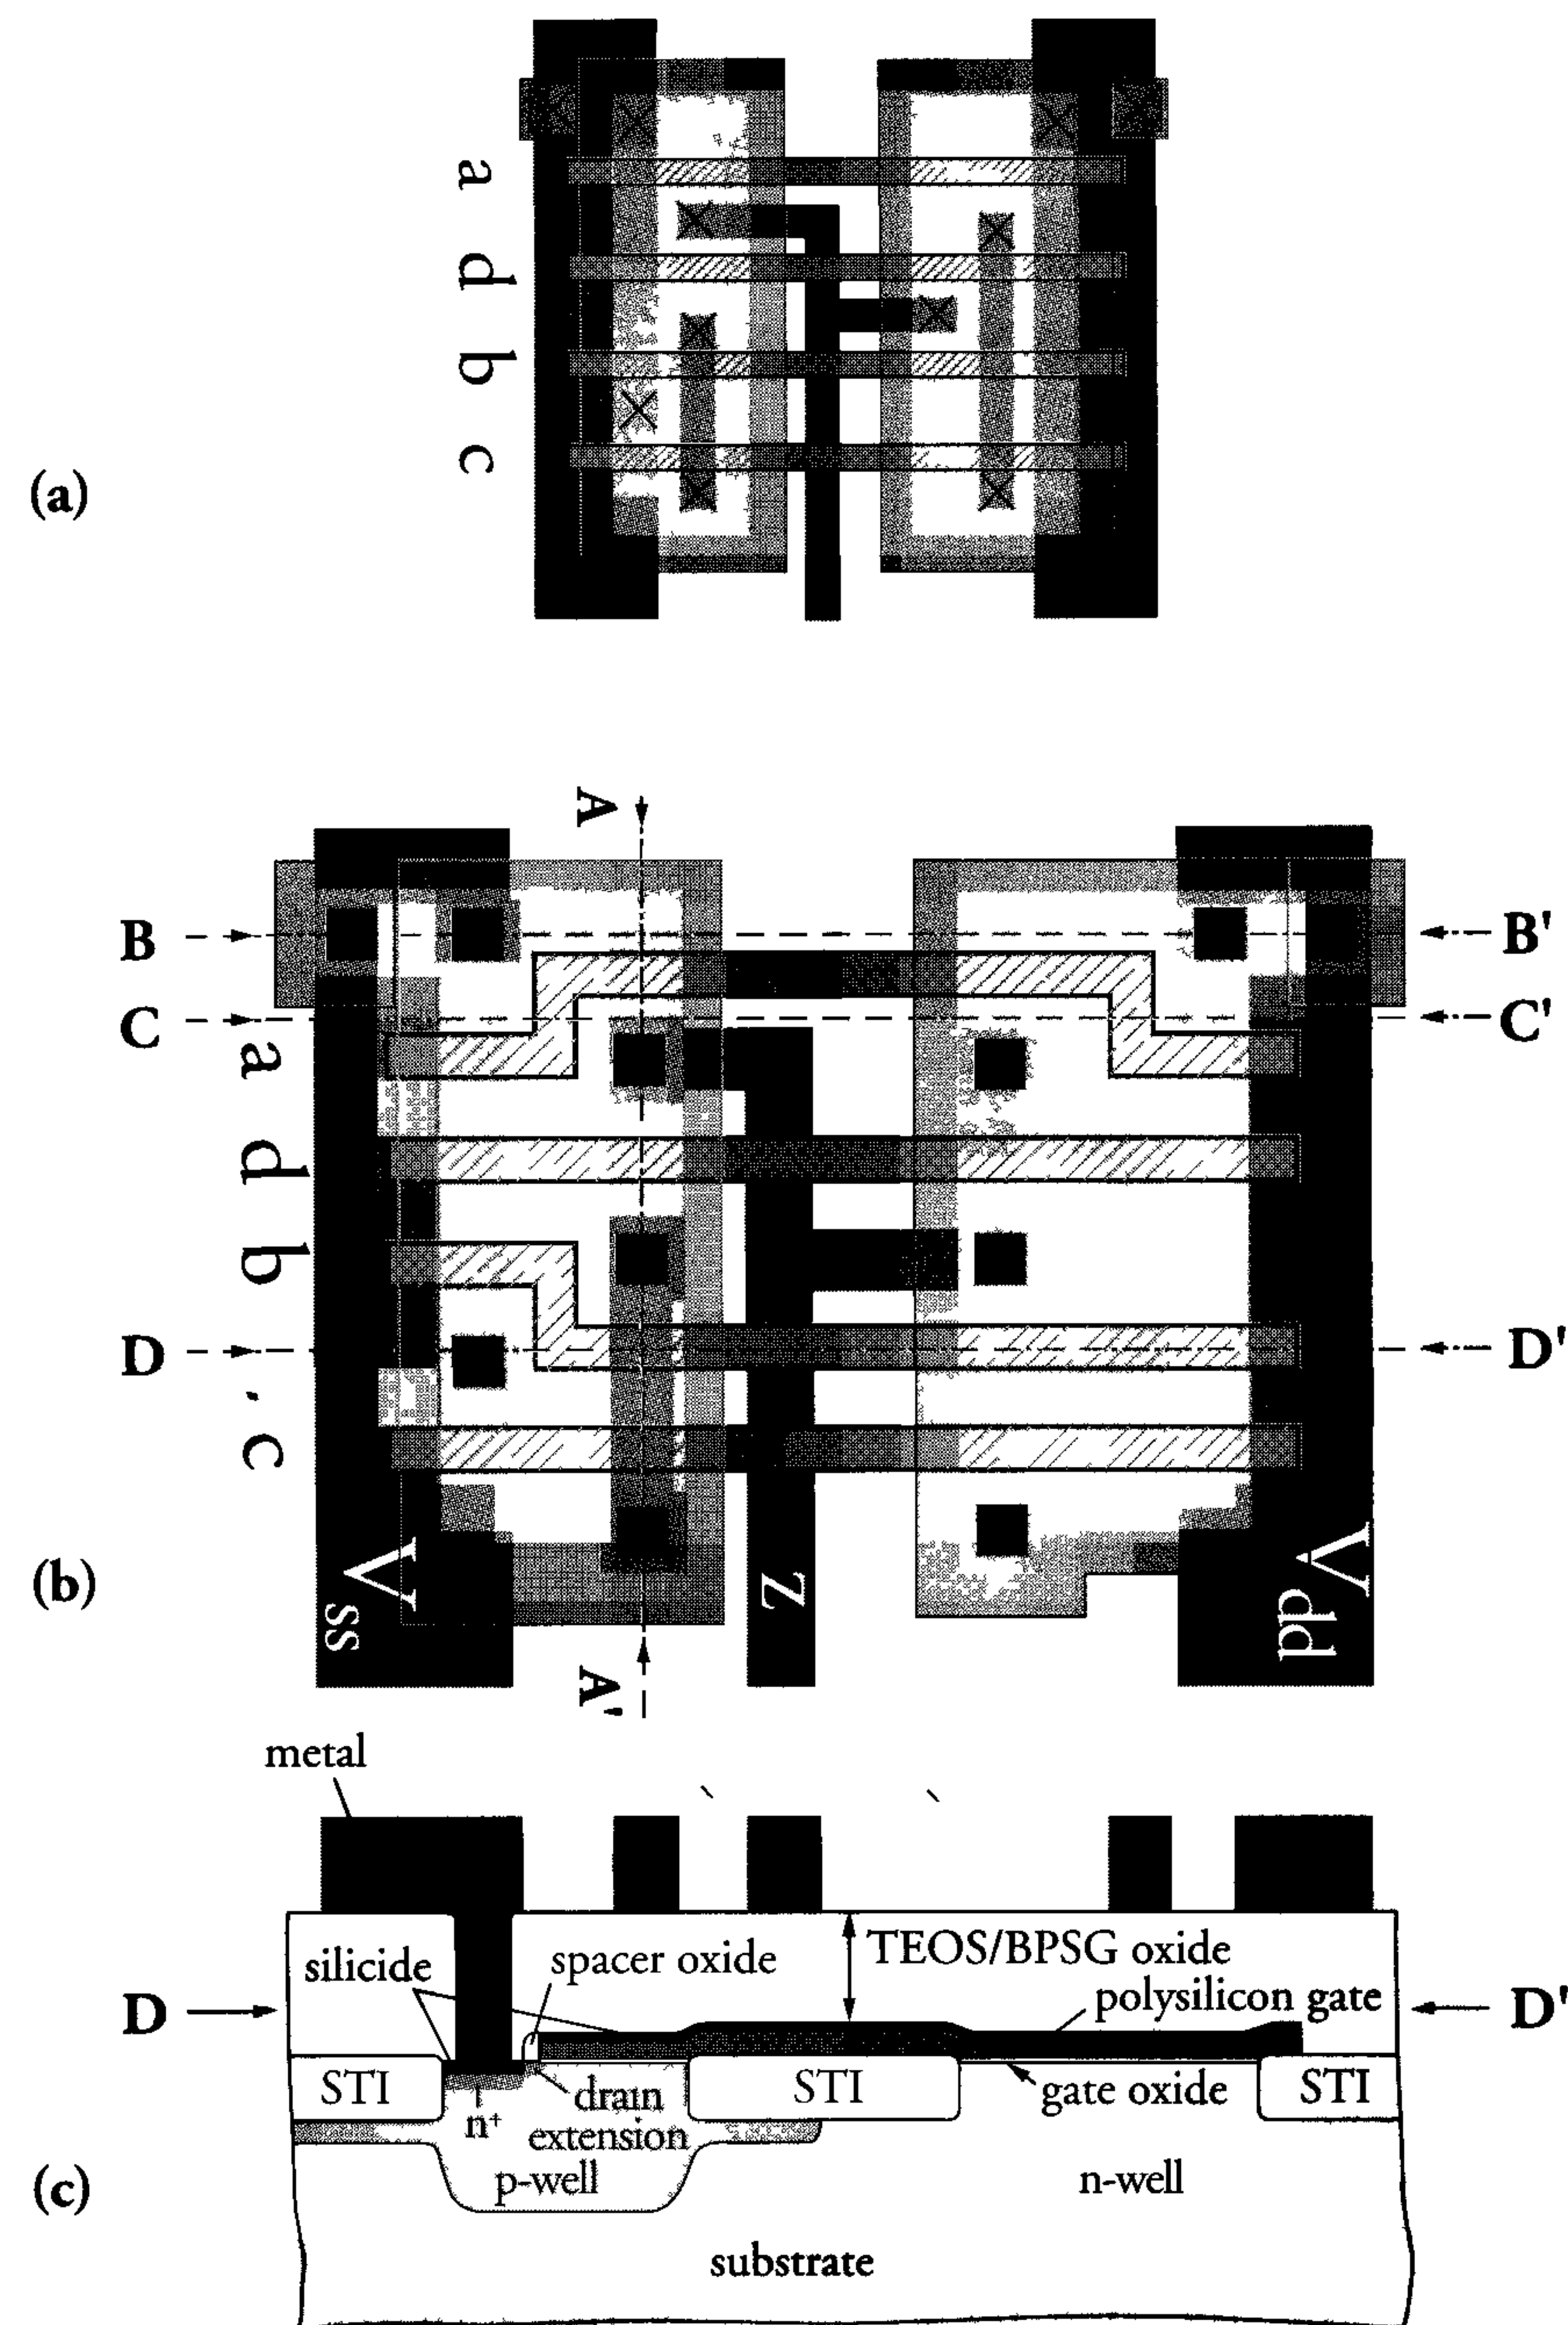 a
d
b
c
(a)
A
B
B'
C
C'
a
d
b
D
D'
c
(b)
V
ss
Z
V
dd
A'
metal
silicide
spacer oxide
TEOS/BPSG oxide
polysilicon gate
D
D'
STI
STI
STI
n+
drain
extension
gate oxide
p-well
n-well
(c)
substrate